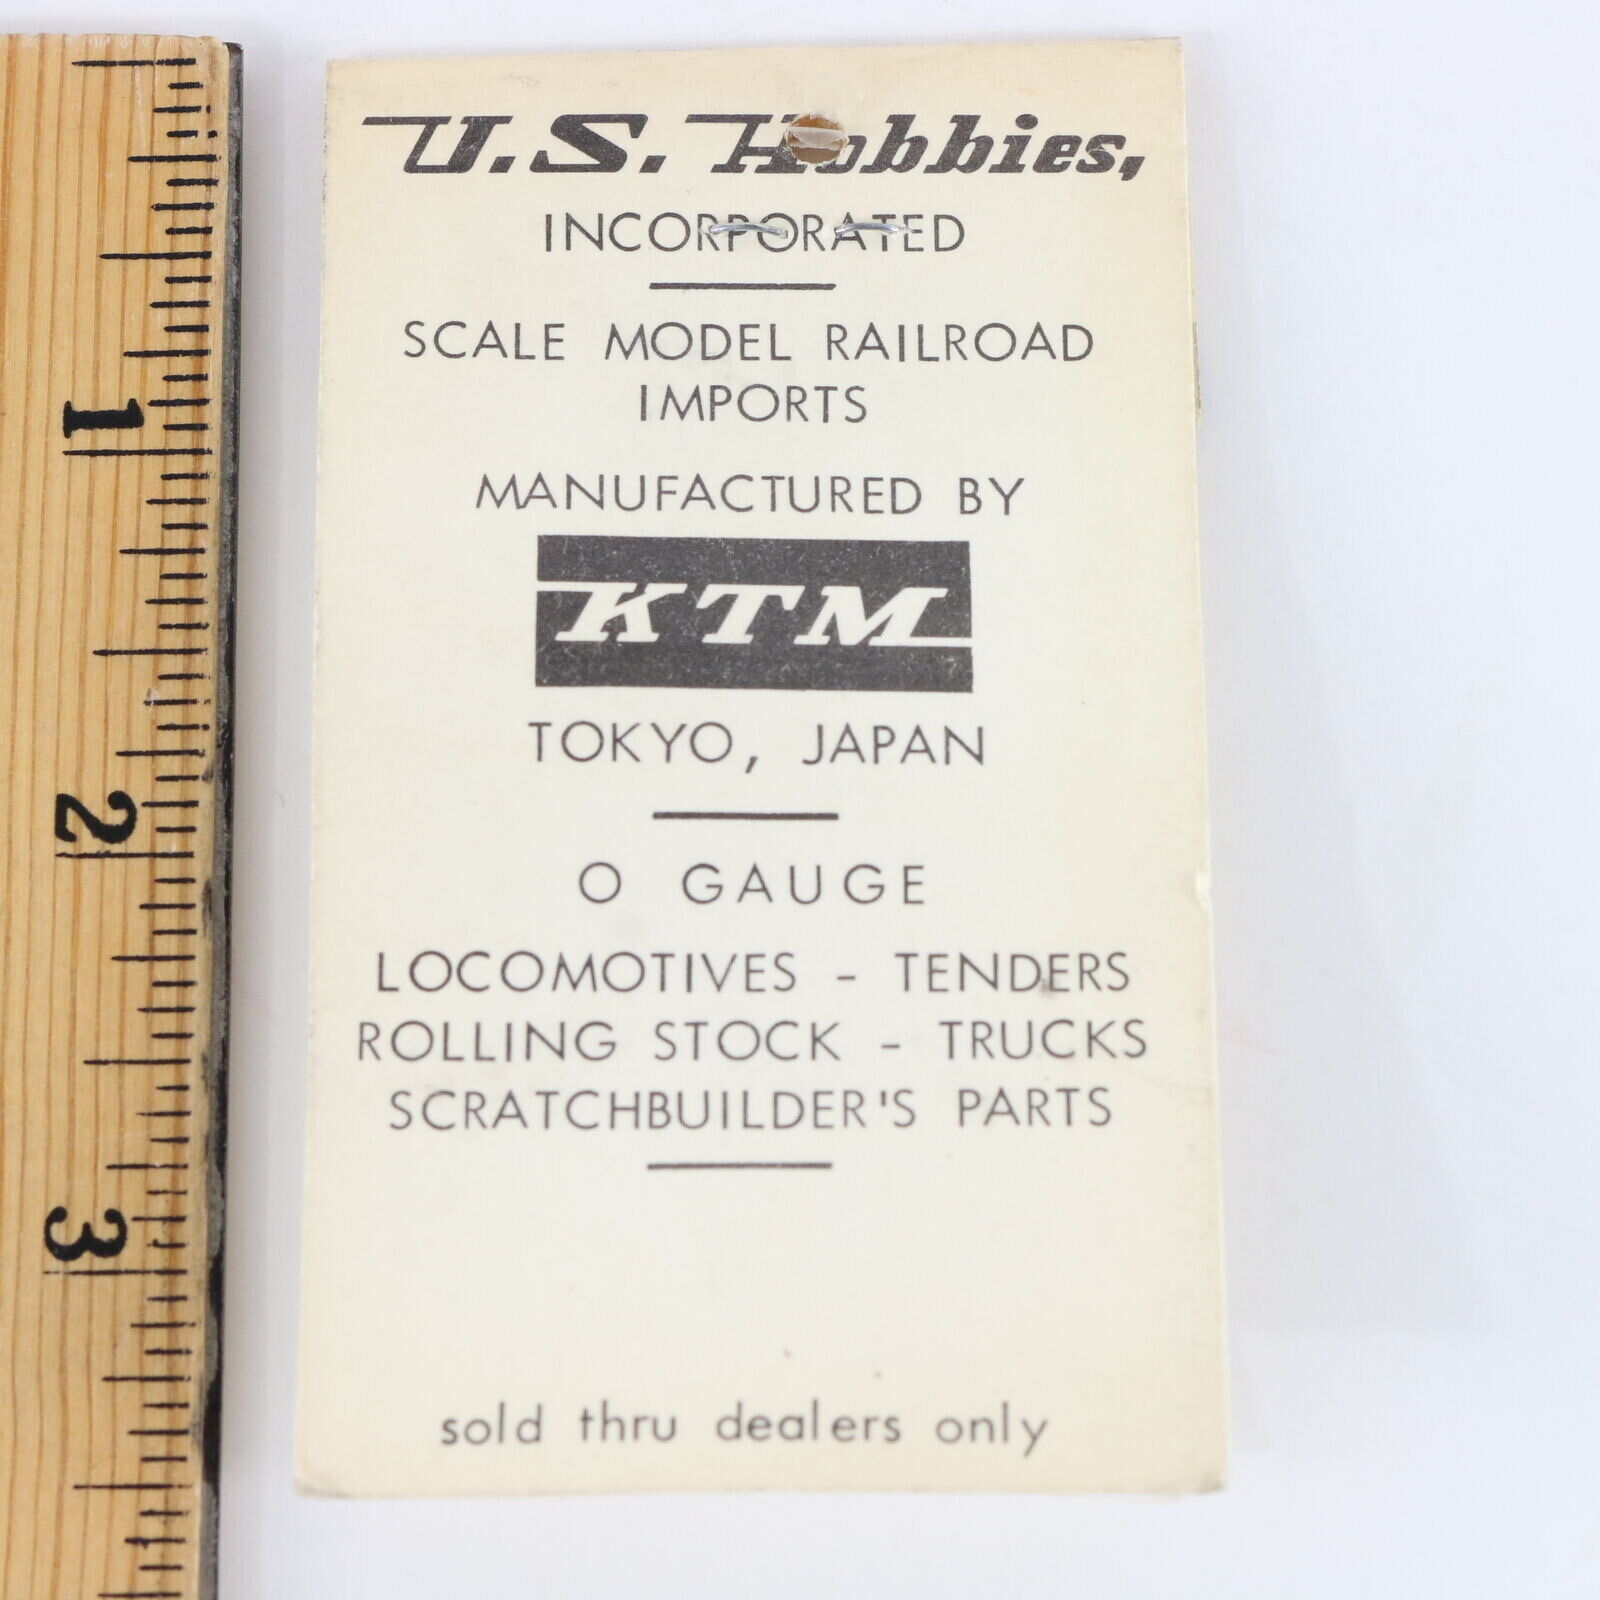 U.S. Hobbies,
INCORPORATED
SCALE MODEL RAILROAD
IMPORTS
MANUFACTURED BY
KTM
TOKYO, JAPAN
O GAUGE
LOCOMOTIVES - TENDERS
ROLLING STOCK - TRUCKS
SCRATCHBUILDER'S PARTS
sold thru dealers only
1
2
3